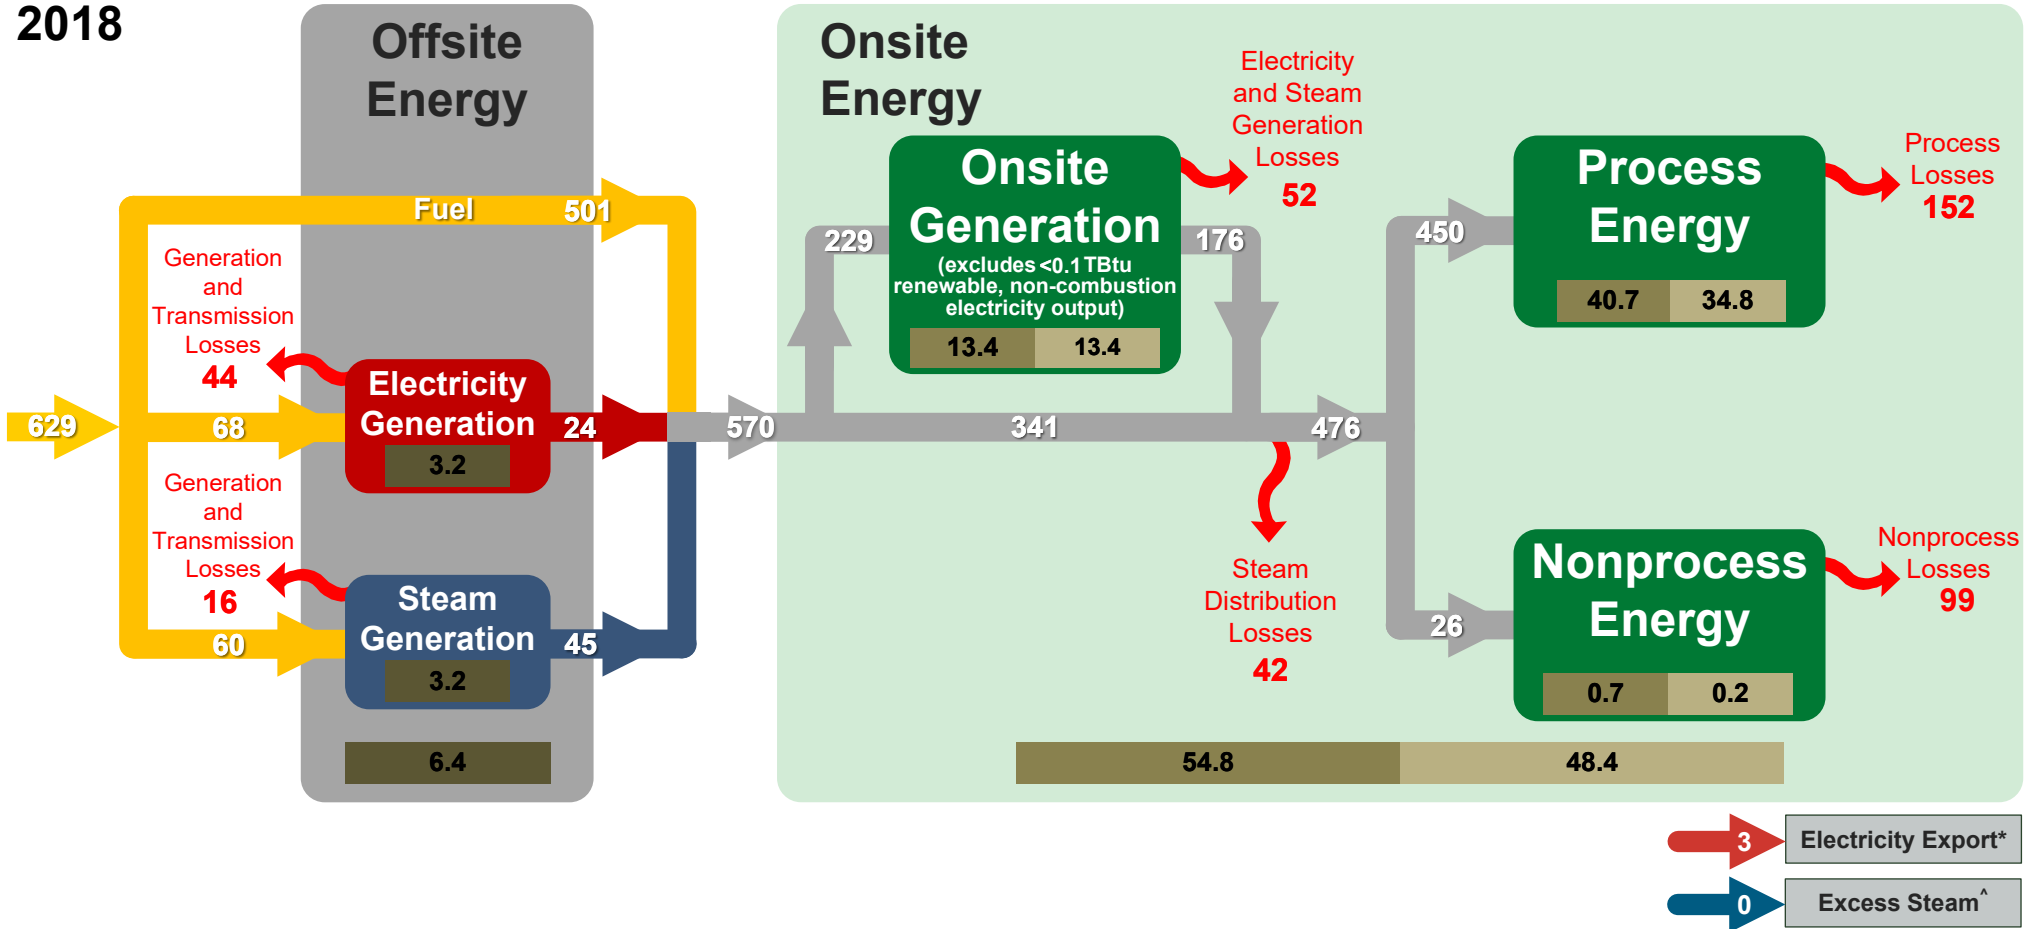 2018
Offsite
Energy
Onsite
Energy
Fuel
501
Generation
and
Transmission
Losses
44
629
68
Electricity
Generation
3.2
24
Generation
and
Transmission
Losses
16
60
Steam
Generation
3.2
45
6.4
570
229
Onsite
Generation
(excludes <0.1 TBtu
renewable, non-combustion
electricity output)
13.4
13.4
Electricity
and Steam
Generation
Losses
52
176
341
476
Steam
Distribution
Losses
42
450
Process
Energy
40.7
34.8
Process
Losses
152
26
Nonprocess
Energy
0.7
0.2
Nonprocess
Losses
99
54.8
48.4
3
Electricity Export*
0
Excess Steam^